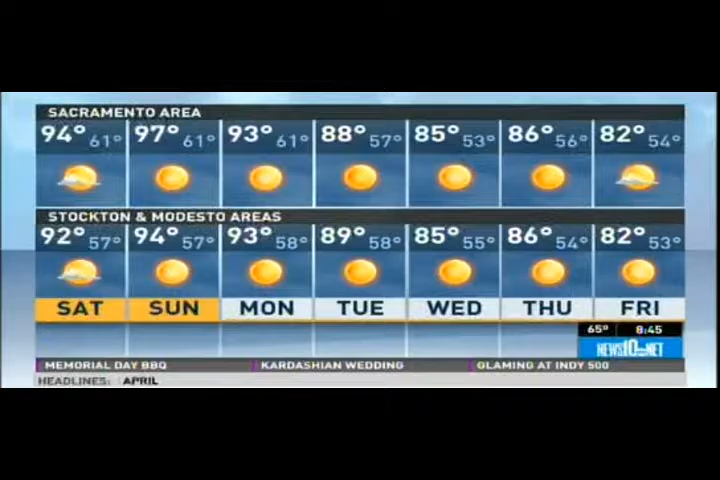 SACRAMENTO AREA
94° 61° 97° 61° 93° 61° 88° 57° 85° 53° 86° 56° 82° 54°
STOCKTON & MODESTO AREAS
92° 57° 94° 57° 93° 58° 89° 58° 85° 55° 86° 54° 82° 53°
SAT SUN MON TUE WED THU FRI
65° 8:45
NEWS10.NET
MEMORIAL DAY BBQ KARDASHIAN WEDDING GLAMING AT INDY 500
HEADLINES: APRIL